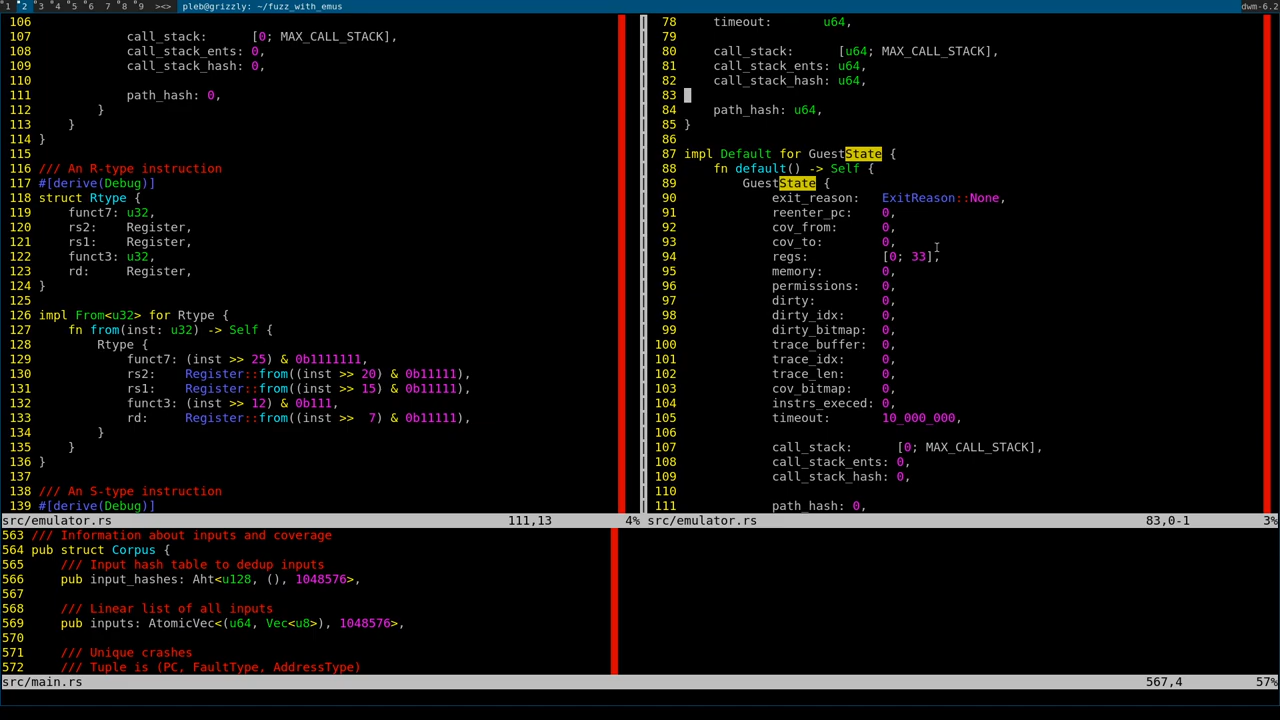 1 2 3 4 5 6 7 8 9 ><> pleb@grizzly: ~/fuzz_with_emus dwm-6.2
106
107             call_stack:      [0; MAX_CALL_STACK],
108             call_stack_ents: 0,
109             call_stack_hash: 0,
110
111             path_hash: 0,
112         }
113     }
114 }
115
116 /// An R-type instruction
117 #[derive(Debug)]
118 struct Rtype {
119     funct7: u32,
120     rs2:    Register,
121     rs1:    Register,
122     funct3: u32,
123     rd:     Register,
124 }
125
126 impl From<u32> for Rtype {
127     fn from(inst: u32) -> Self {
128         Rtype {
129             funct7: (inst >> 25) & 0b1111111,
130             rs2:    Register::from((inst >> 20) & 0b11111),
131             rs1:    Register::from((inst >> 15) & 0b11111),
132             funct3: (inst >> 12) & 0b111,
133             rd:     Register::from((inst >>  7) & 0b11111),
134         }
135     }
136 }
137
138 /// An S-type instruction
139 #[derive(Debug)]
src/emulator.rs 111,13 4%
78     timeout:        u64,
79
80     call_stack:      [u64; MAX_CALL_STACK],
81     call_stack_ents: u64,
82     call_stack_hash: u64,
83
84     path_hash: u64,
85 }
86
87 impl Default for GuestState {
88     fn default() -> Self {
89         GuestState {
90             exit_reason:   ExitReason::None,
91             reenter_pc:    0,
92             cov_from:      0,
93             cov_to:        0,
94             regs:          [0; 33],
95             memory:        0,
96             permissions:   0,
97             dirty:         0,
98             dirty_idx:     0,
99             dirty_bitmap:  0,
100             trace_buffer:  0,
101             trace_idx:     0,
102             trace_len:     0,
103             cov_bitmap:    0,
104             instrs_execed: 0,
105             timeout:       10_000_000,
106
107             call_stack:      [0; MAX_CALL_STACK],
108             call_stack_ents: 0,
109             call_stack_hash: 0,
110
111             path_hash: 0,
src/emulator.rs 83,0-1 3%
563 /// Information about inputs and coverage
564 pub struct Corpus {
565     /// Input hash table to dedup inputs
566     pub input_hashes: Aht<u128, (), 1048576>,
567
568     /// Linear list of all inputs
569     pub inputs: AtomicVec<(u64, Vec<u8>), 1048576>,
570
571     /// Unique crashes
572     /// Tuple is (PC, FaultType, AddressType)
src/main.rs 567,4 57%